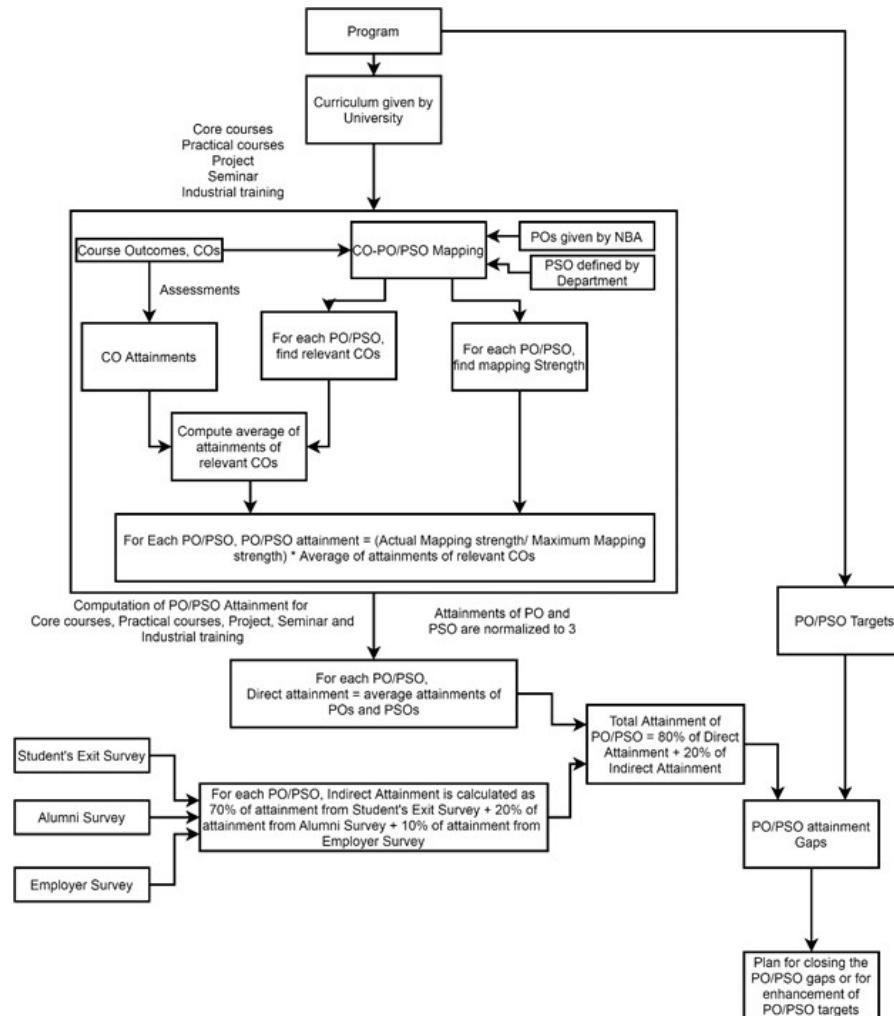 Program
Curriculum given by
University
Core courses
Practical courses
Project
Seminar
Industrial training
Course Outcomes, COs
CO-PO/PSO Mapping
POs given by NBA
PSO defined by
Department
Assessments
CO Attainments
For each PO/PSO,
find relevant COs
For each PO/PSO,
find mapping Strength
Compute average of
attainments of
relevant COs
For Each PO/PSO, PO/PSO attainment = (Actual Mapping strength/ Maximum Mapping
strength) * Average of attainments of relevant COs
Computation of PO/PSO Attainment for
Core courses, Practical courses, Project, Seminar and
Industrial training
Attainments of PO and
PSO are normalized to 3
PO/PSO Targets
For each PO/PSO,
Direct attainment = average attainments of
POs and PSOs
Total Attainment of
PO/PSO = 80% of Direct
Attainment + 20% of
Indirect Attainment
Student's Exit Survey
Alumni Survey
Employer Survey
For each PO/PSO, Indirect Attainment is calculated as
70% of attainment from Student's Exit Survey + 20% of
attainment from Alumni Survey + 10% of attainment from
Employer Survey
PO/PSO attainment
Gaps
Plan for closing the
PO/PSO gaps or for
enhancement of
PO/PSO targets